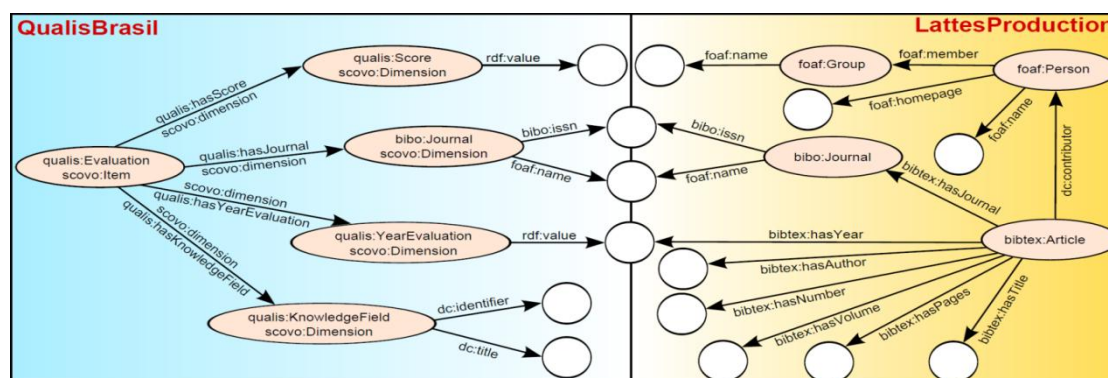 QualisBrasil
LattesProduction
qualis:Score
scovo:Dimension
rdf:value
qualis:hasScore
scovo:dimension
qualis:Evaluation
scovo:Item
qualis:hasJournal
scovo:dimension
bibo:Journal
scovo:Dimension
bibo:issn
foaf:name
scovo:dimension
qualis:hasYearEvaluation
qualis:YearEvaluation
scovo:Dimension
rdf:value
scovo:dimension
qualis:hasKnowledgeField
qualis:KnowledgeField
scovo:Dimension
dc:identifier
dc:title
foaf:name
foaf:Group
foaf:member
foaf:Person
foaf:homepage
foaf:name
bibo:issn
foaf:name
bibo:Journal
bibtex:hasJournal
dc:contributor
bibtex:Article
bibtex:hasYear
bibtex:hasAuthor
bibtex:hasNumber
bibtex:hasVolume
bibtex:hasPages
bibtex:hasTitle